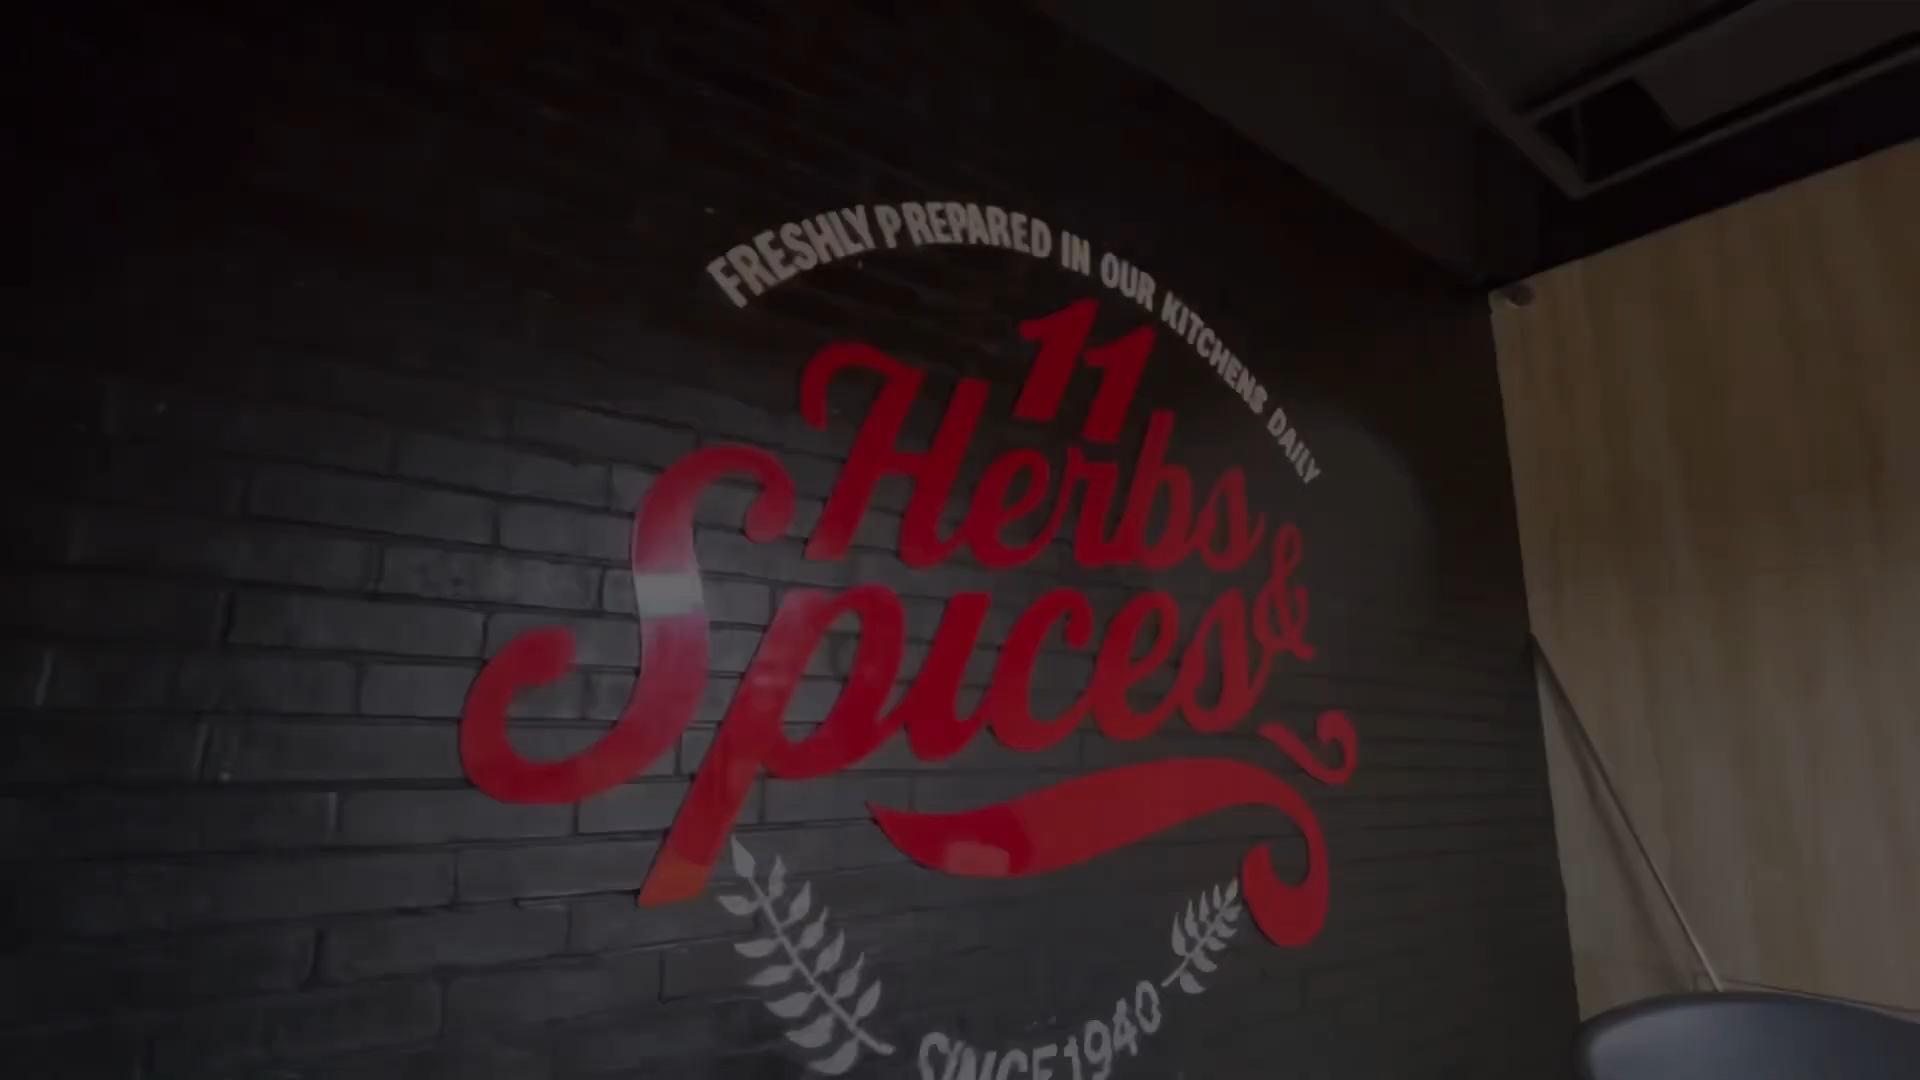 FRESHLY PREPARED IN OUR KITCHENS DAILY
11
Herbs &
Spices
SINCE 1940